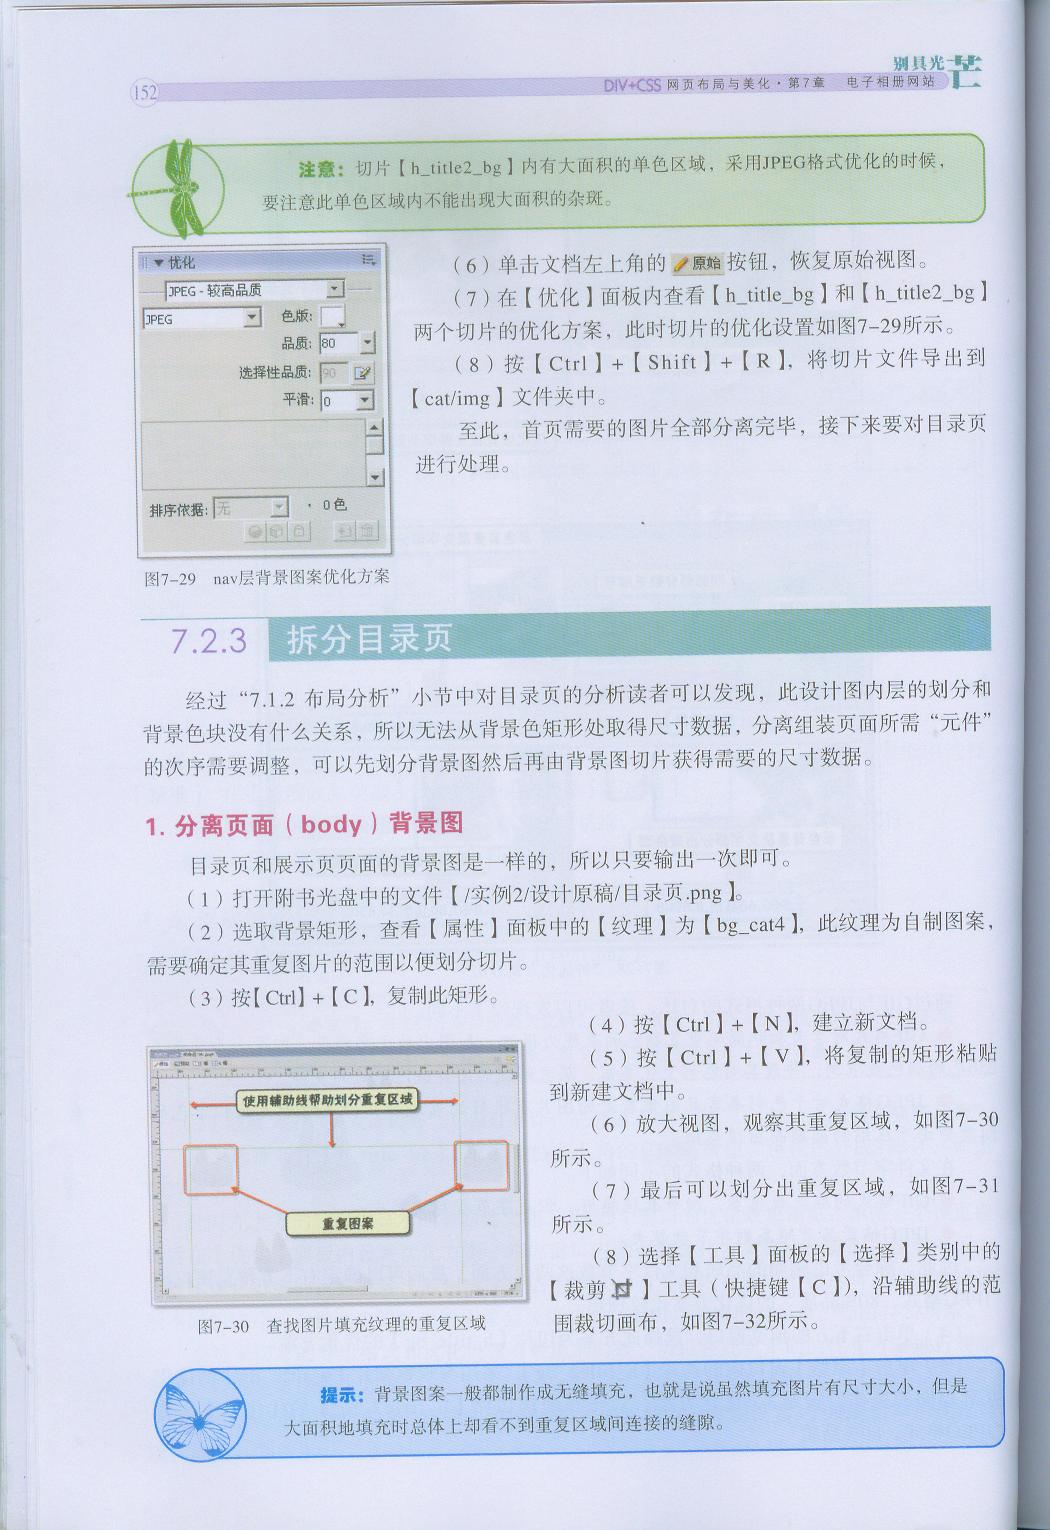 别具光芒
152
DIV+CSS 网页布局与美化·第7章 电子相册网站
注意：切片【h_title2_bg】内有大面积的单色区域，采用JPEG格式优化的时候，
要注意此单色区域内不能出现大面积的杂斑。
优化
JPEG - 较高品质
JPEG 色版:
品质: 80
选择性品质: 90
平滑: 0
排序依据: 无 0色
图7-29 nav层背景图案优化方案
（6）单击文档左上角的 原始 按钮，恢复原始视图。
（7）在【优化】面板内查看【h_title_bg】和【h_title2_bg】
两个切片的优化方案，此时切片的优化设置如图7-29所示。
（8）按【Ctrl】+【Shift】+【R】，将切片文件导出到
【cat/img】文件夹中。
至此，首页需要的图片全部分离完毕，接下来要对目录页
进行处理。
7.2.3 拆分目录页
经过“7.1.2 布局分析”小节中对目录页的分析读者可以发现，此设计图内层的划分和
背景色块没有什么关系，所以无法从背景色矩形处取得尺寸数据，分离组装页面所需“元件”
的次序需要调整，可以先划分背景图然后再由背景图切片获得需要的尺寸数据。
1. 分离页面（body）背景图
目录页和展示页页面的背景图是一样的，所以只要输出一次即可。
（1）打开附书光盘中的文件【/实例2/设计原稿/目录页.png】。
（2）选取背景矩形，查看【属性】面板中的【纹理】为【bg_cat4】，此纹理为自制图案，
需要确定其重复图片的范围以便划分切片。
（3）按【Ctrl】+【C】，复制此矩形。
使用辅助线帮助划分重复区域
重复图案
图7-30 查找图片填充纹理的重复区域
（4）按【Ctrl】+【N】，建立新文档。
（5）按【Ctrl】+【V】，将复制的矩形粘贴
到新建文档中。
（6）放大视图，观察其重复区域，如图7-30
所示。
（7）最后可以划分出重复区域，如图7-31
所示。
（8）选择【工具】面板的【选择】类别中的
【裁剪 】工具（快捷键【C】），沿辅助线的范
围裁切画布，如图7-32所示。
提示：背景图案一般都制作成无缝填充，也就是说虽然填充图片有尺寸大小，但是
大面积地填充时总体上却看不到重复区域间连接的缝隙。